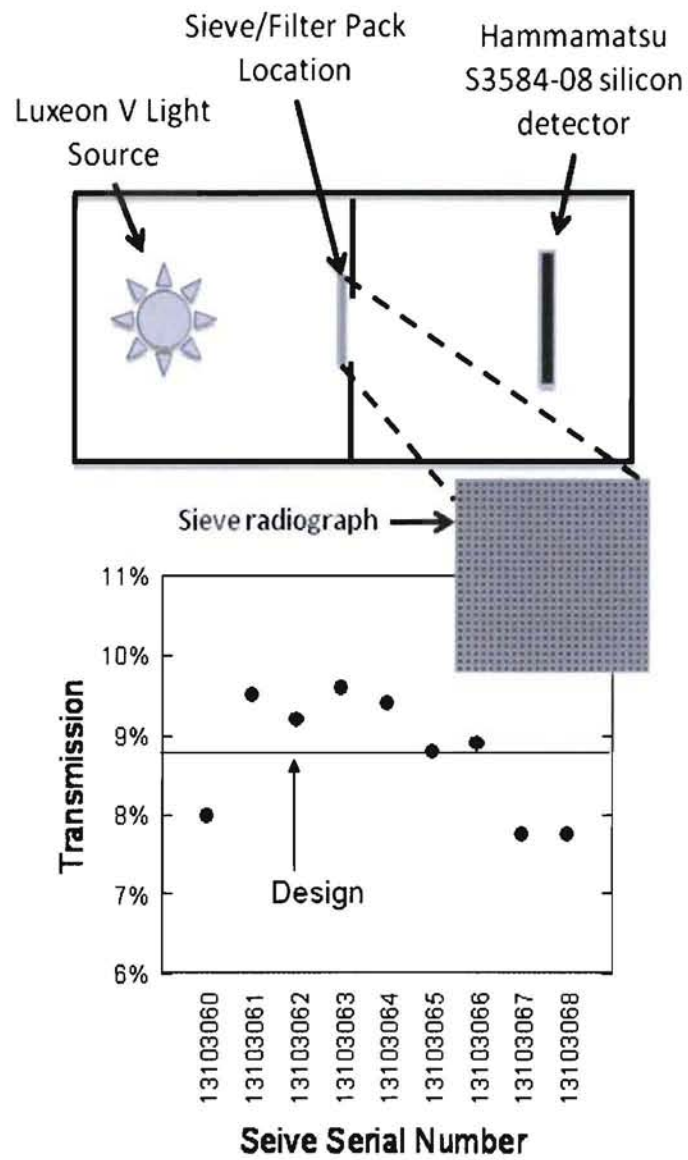 Sieve/Filter Pack
Location
Hammamatsu
S3584-08 silicon
detector
Luxeon V Light
Source
Sieve radiograph
11%
10%
9%
8%
7%
6%
Transmission
Design
13103060
13103061
13103062
13103063
13103064
13103065
13103066
13103067
13103068
Seive Serial Number